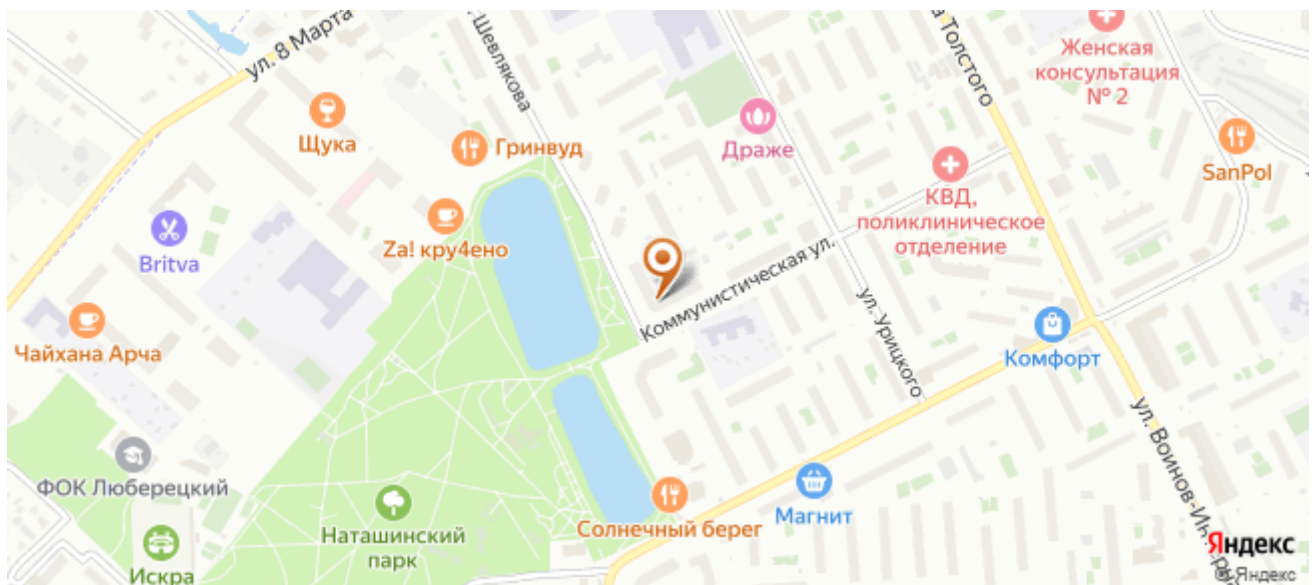 ул. 8 Марта
Шевлякова
а Толстого
Женская
консультация
№ 2
Щука
Гринвуд
Драже
SanPol
КВД,
поликлиническое
отделение
Za! кру4ено
Britva
Коммунистическая ул.
ул. Урицкого
Чайхана Арча
Комфорт
ул. Воинов-Интерн
ФОК Люберецкий
Наташинский
парк
Солнечный берег
Магнит
Искра
Яндекс
© Яндекс